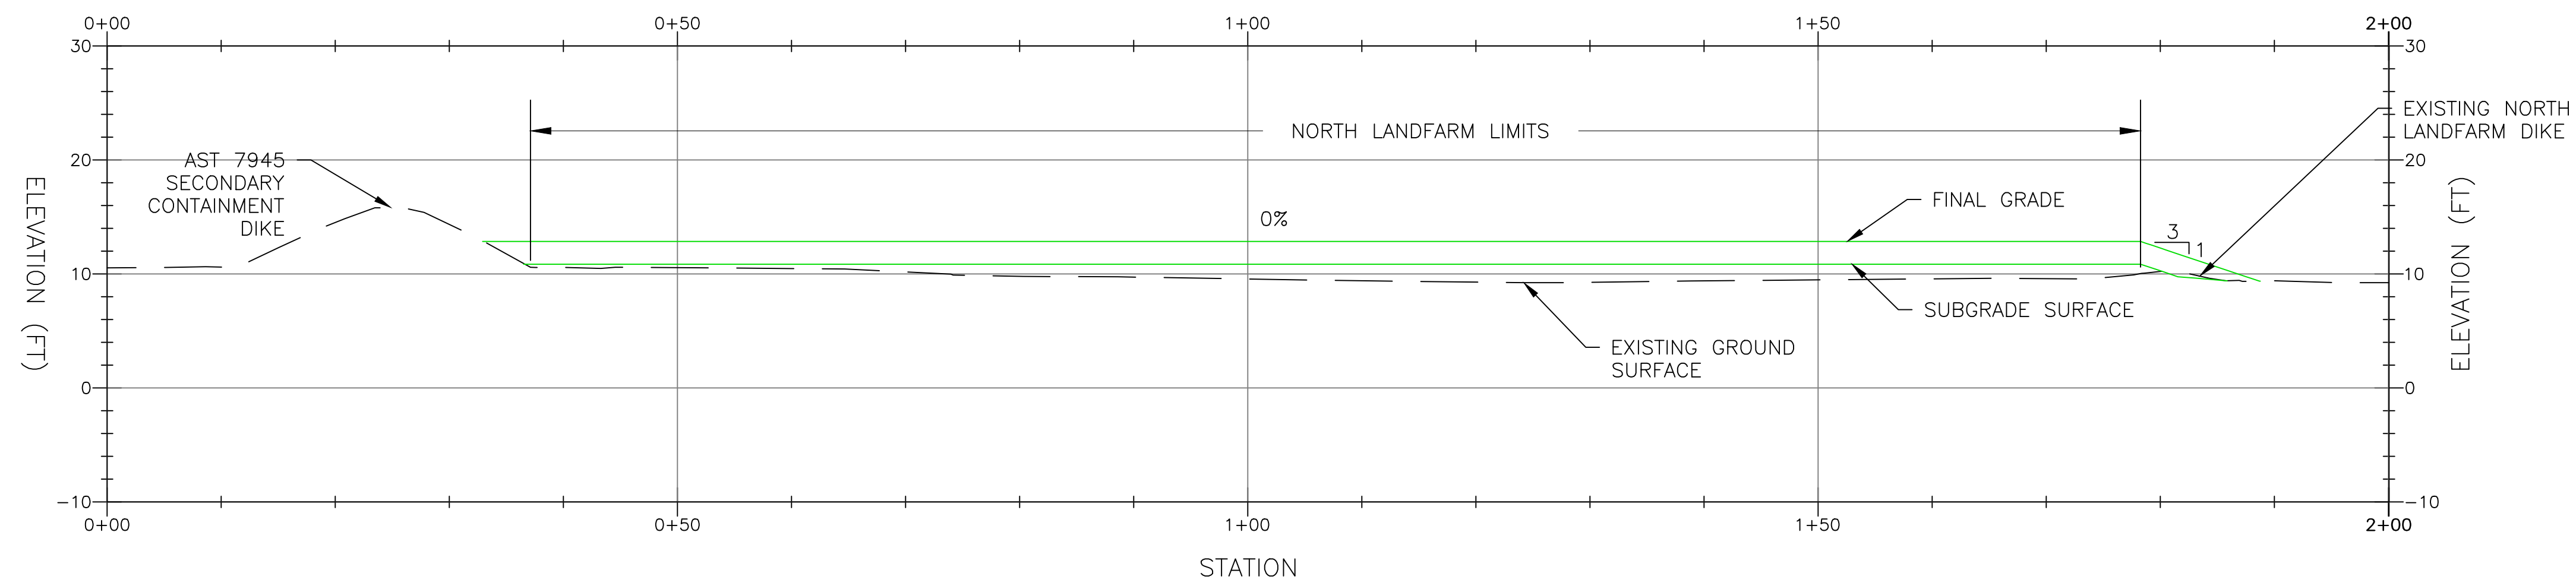 0+00
0+50
1+00
1+50
2+00
30
30
NORTH LANDFARM LIMITS
EXISTING NORTH
LANDFARM DIKE
20
20
AST 7945
SECONDARY
CONTAINMENT
DIKE
0%
FINAL GRADE
3
1
10
10
SUBGRADE SURFACE
EXISTING GROUND
SURFACE
ELEVATION (FT)
ELEVATION (FT)
0
0
-10
-10
0+00
0+50
1+00
1+50
2+00
STATION